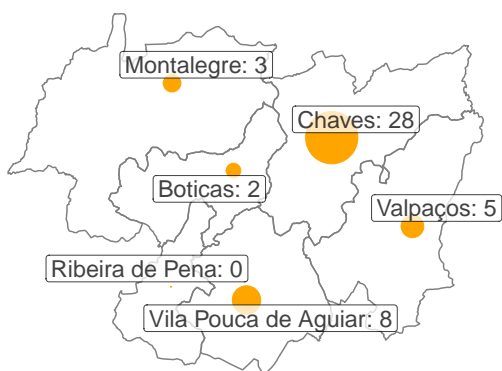 Montalegre: 3
Chaves: 28
Boticas: 2
Valpaços: 5
Ribeira de Pena: 0
Vila Pouca de Aguiar: 8